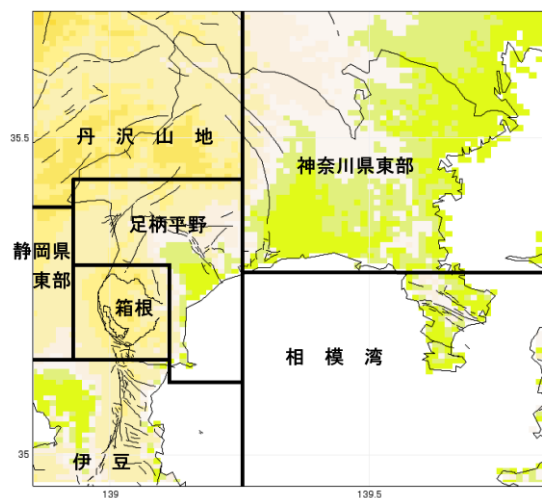 35.5
丹沢山地
神奈川県東部
足柄平野
静岡県
東部
箱根
相模湾
35
伊豆
139
139.5